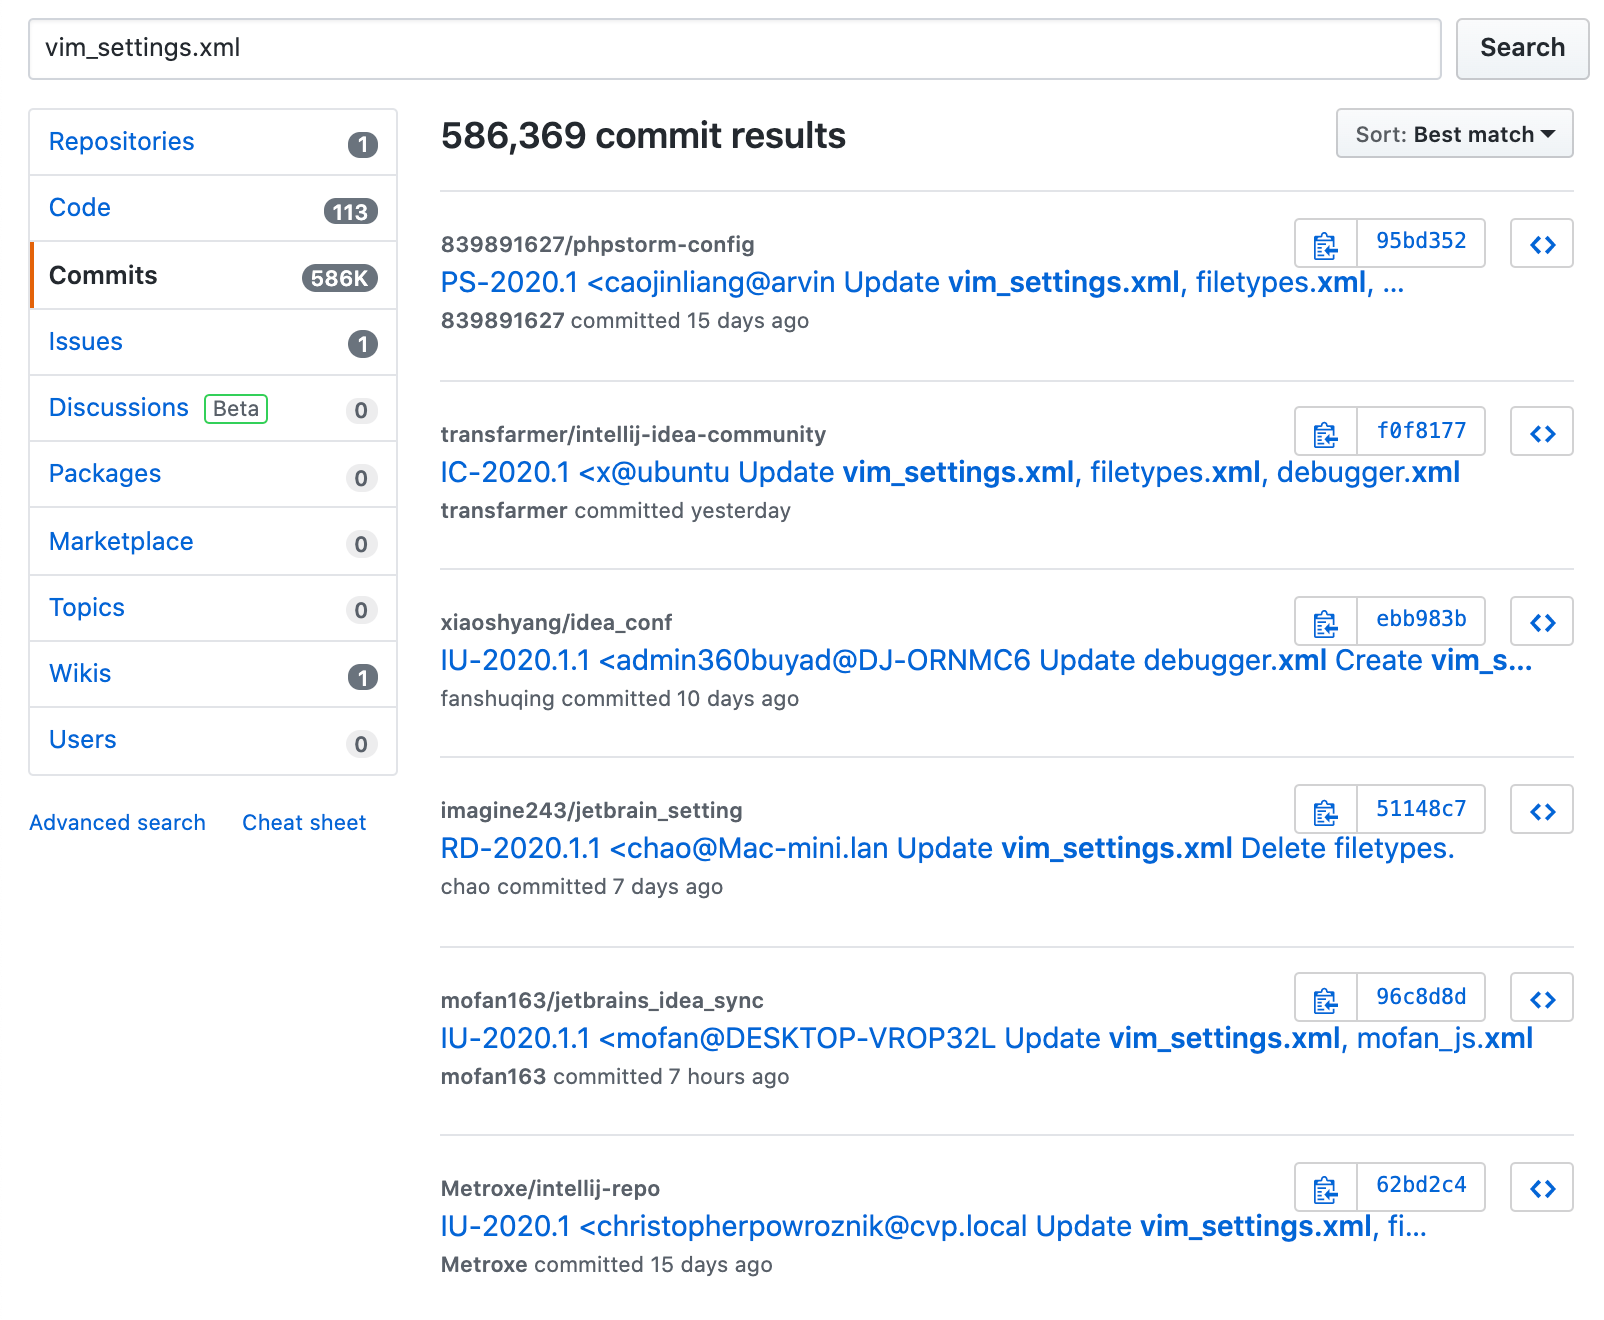 vim_settings.xml
Search
Repositories 1
Code 113
Commits 586K
Issues 1
Discussions Beta 0
Packages 0
Marketplace 0
Topics 0
Wikis 1
Users 0
Advanced search Cheat sheet
586,369 commit results
Sort: Best match
839891627/phpstorm-config
95bd352
PS-2020.1 <caojinliang@arvin Update vim_settings.xml, filetypes.xml, ...
839891627 committed 15 days ago
transfarmer/intellij-idea-community
f0f8177
IC-2020.1 <x@ubuntu Update vim_settings.xml, filetypes.xml, debugger.xml
transfarmer committed yesterday
xiaoshyang/idea_conf
ebb983b
IU-2020.1.1 <admin360buyad@DJ-ORNMC6 Update debugger.xml Create vim_s...
fanshuqing committed 10 days ago
imagine243/jetbrain_setting
51148c7
RD-2020.1.1 <chao@Mac-mini.lan Update vim_settings.xml Delete filetypes.
chao committed 7 days ago
mofan163/jetbrains_idea_sync
96c8d8d
IU-2020.1.1 <mofan@DESKTOP-VROP32L Update vim_settings.xml, mofan_js.xml
mofan163 committed 7 hours ago
Metroxe/intellij-repo
62bd2c4
IU-2020.1 <christopherpowroznik@cvp.local Update vim_settings.xml, fi...
Metroxe committed 15 days ago